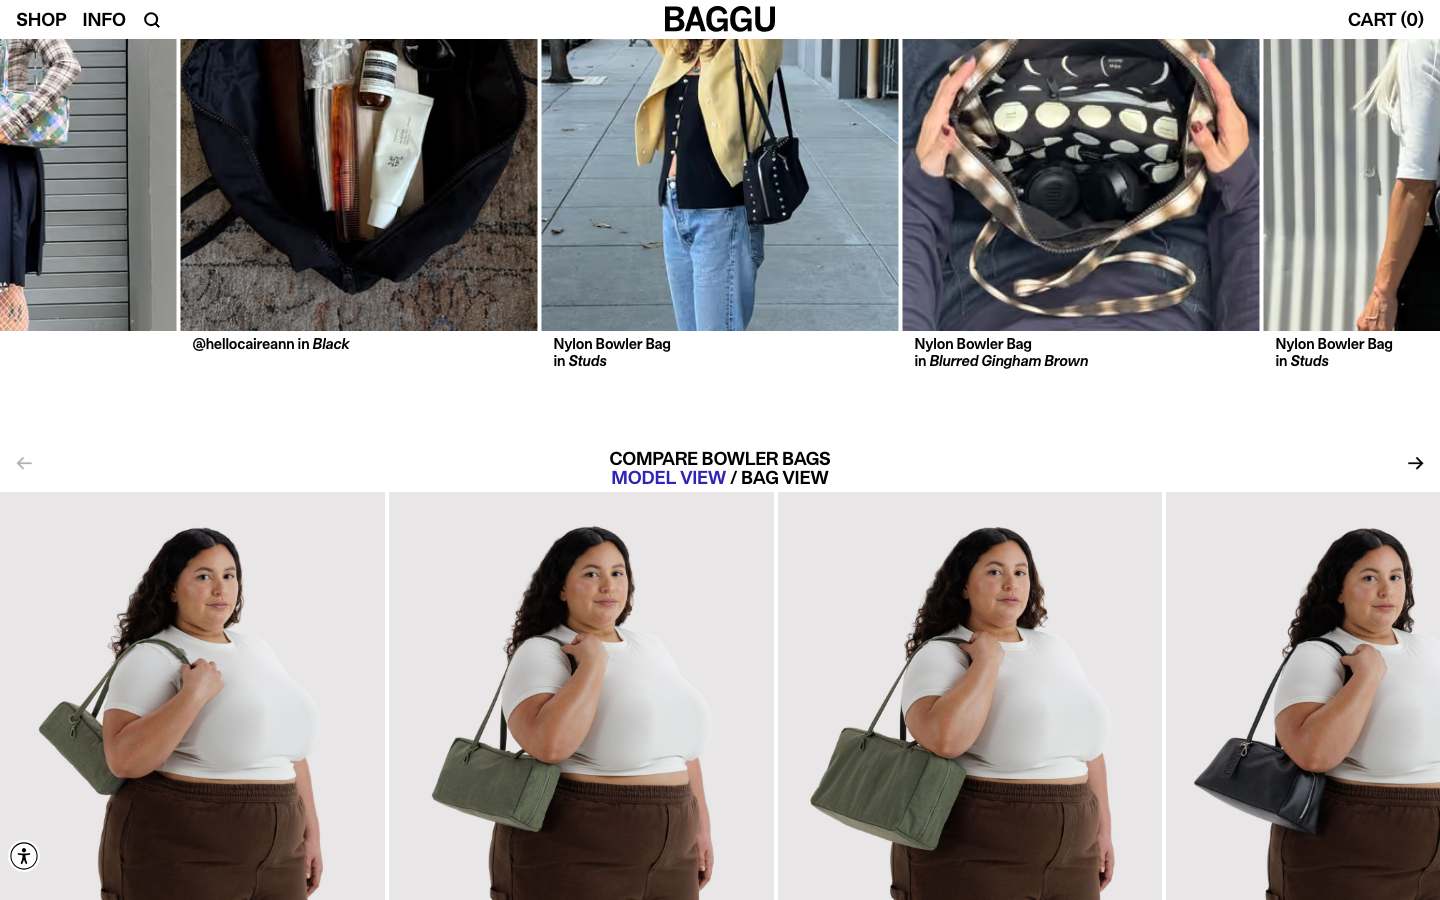 SHOP INFO
BAGGU
CART (0)
@hellocaireann in Black
Nylon Bowler Bag
in Studs
Nylon Bowler Bag
in Blurred Gingham Brown
Nylon Bowler Bag
in Studs
COMPARE BOWLER BAGS
MODEL VIEW / BAG VIEW